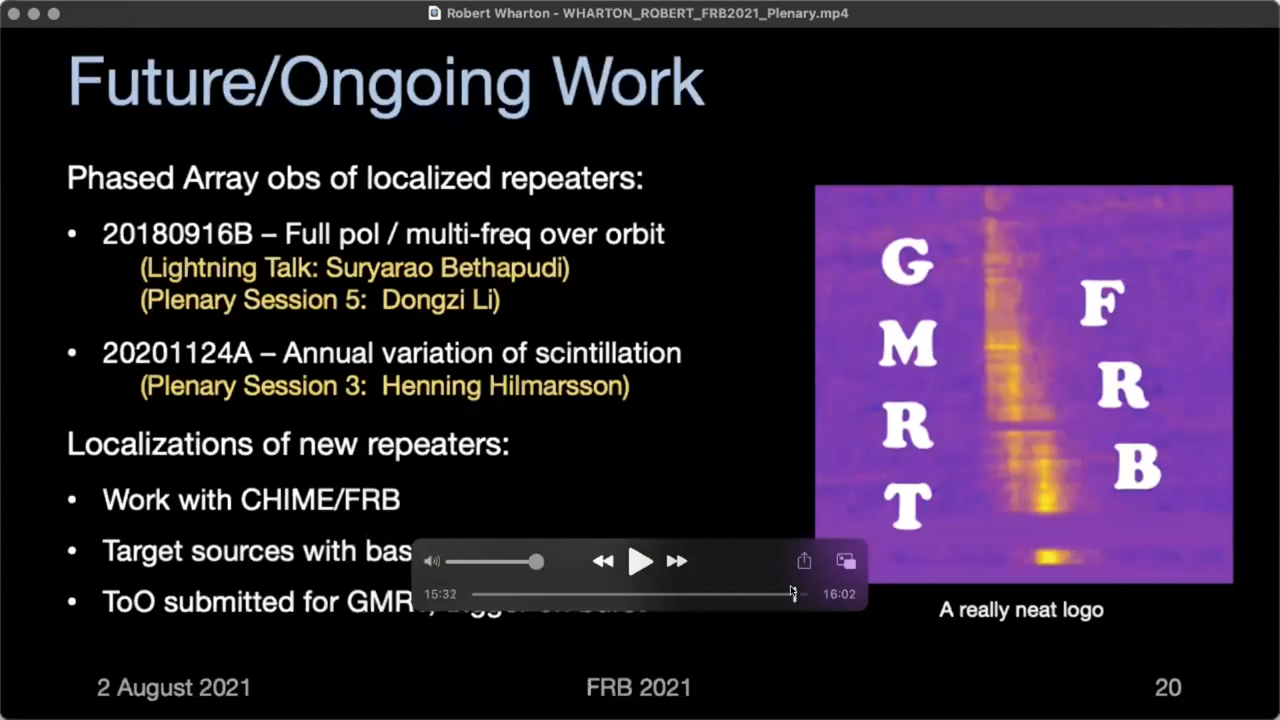 Robert Wharton - WHARTON_ROBERT_FRB2021_Plenary.mp4
Future/Ongoing Work
Phased Array obs of localized repeaters:
• 20180916B – Full pol / multi-freq over orbit
(Lightning Talk: Suryarao Bethapudi)
(Plenary Session 5: Dongzi Li)
• 20201124A – Annual variation of scintillation
(Plenary Session 3: Henning Hilmarsson)
Localizations of new repeaters:
• Work with CHIME/FRB
• Target sources with
• ToO submitted for
GMRT
FRB
A really neat logo
15:32
16:02
2 August 2021
FRB 2021
20